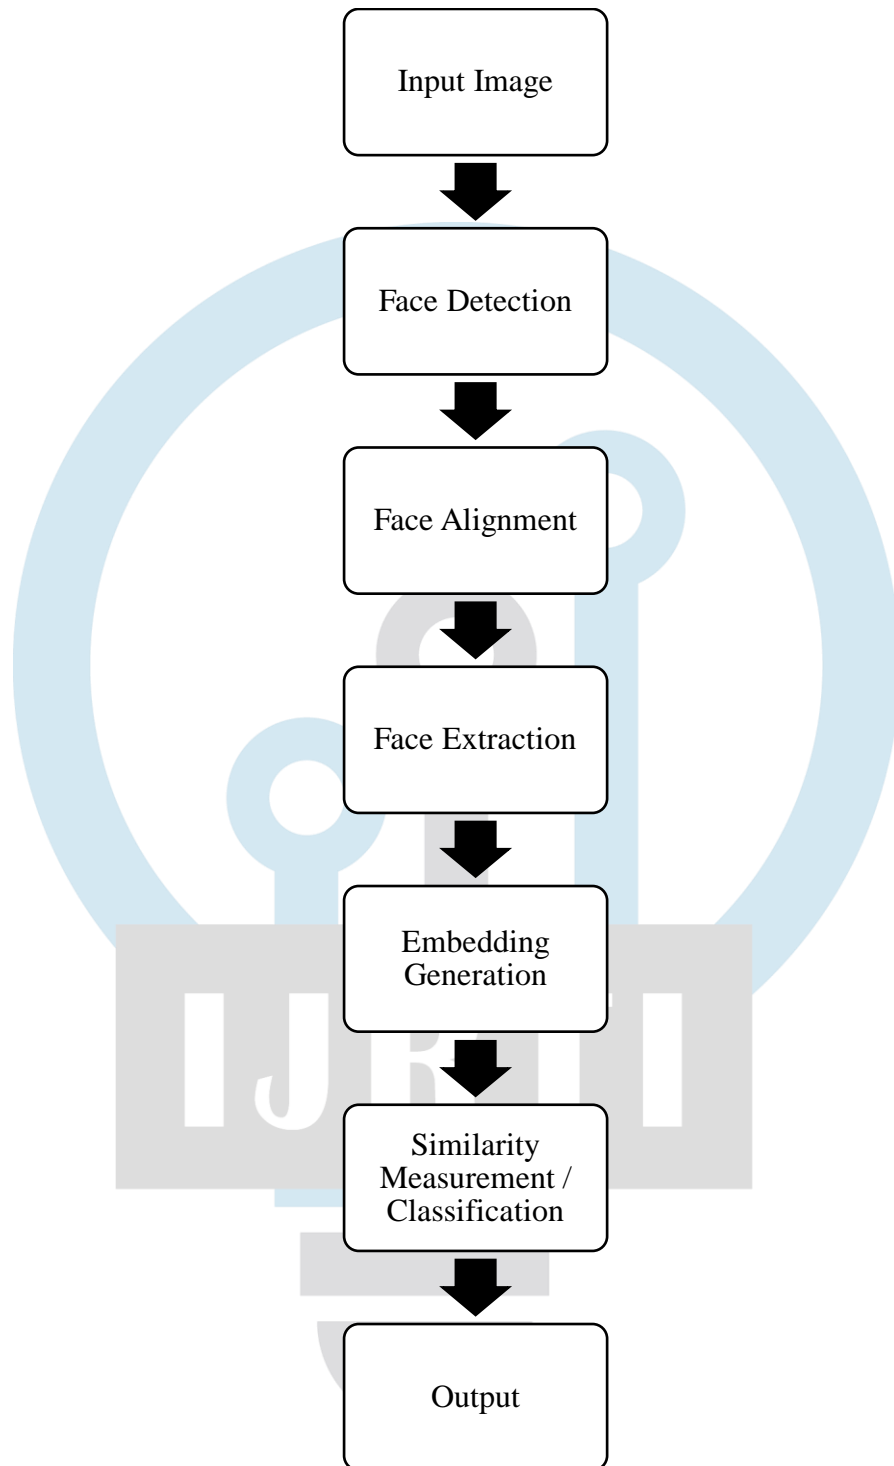 Input Image
Face Detection
Face Alignment
Face Extraction
Embedding
Generation
IJRTI
Similarity
Measurement /
Classification
Output